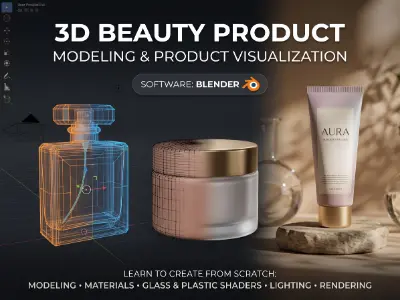 3D BEAUTY PRODUCT
MODELING & PRODUCT VISUALIZATION
SOFTWARE: BLENDER
AURA
LEARN TO CREATE FROM SCRATCH:
MODELING • MATERIALS • GLASS & PLASTIC SHADERS • LIGHTING • RENDERING